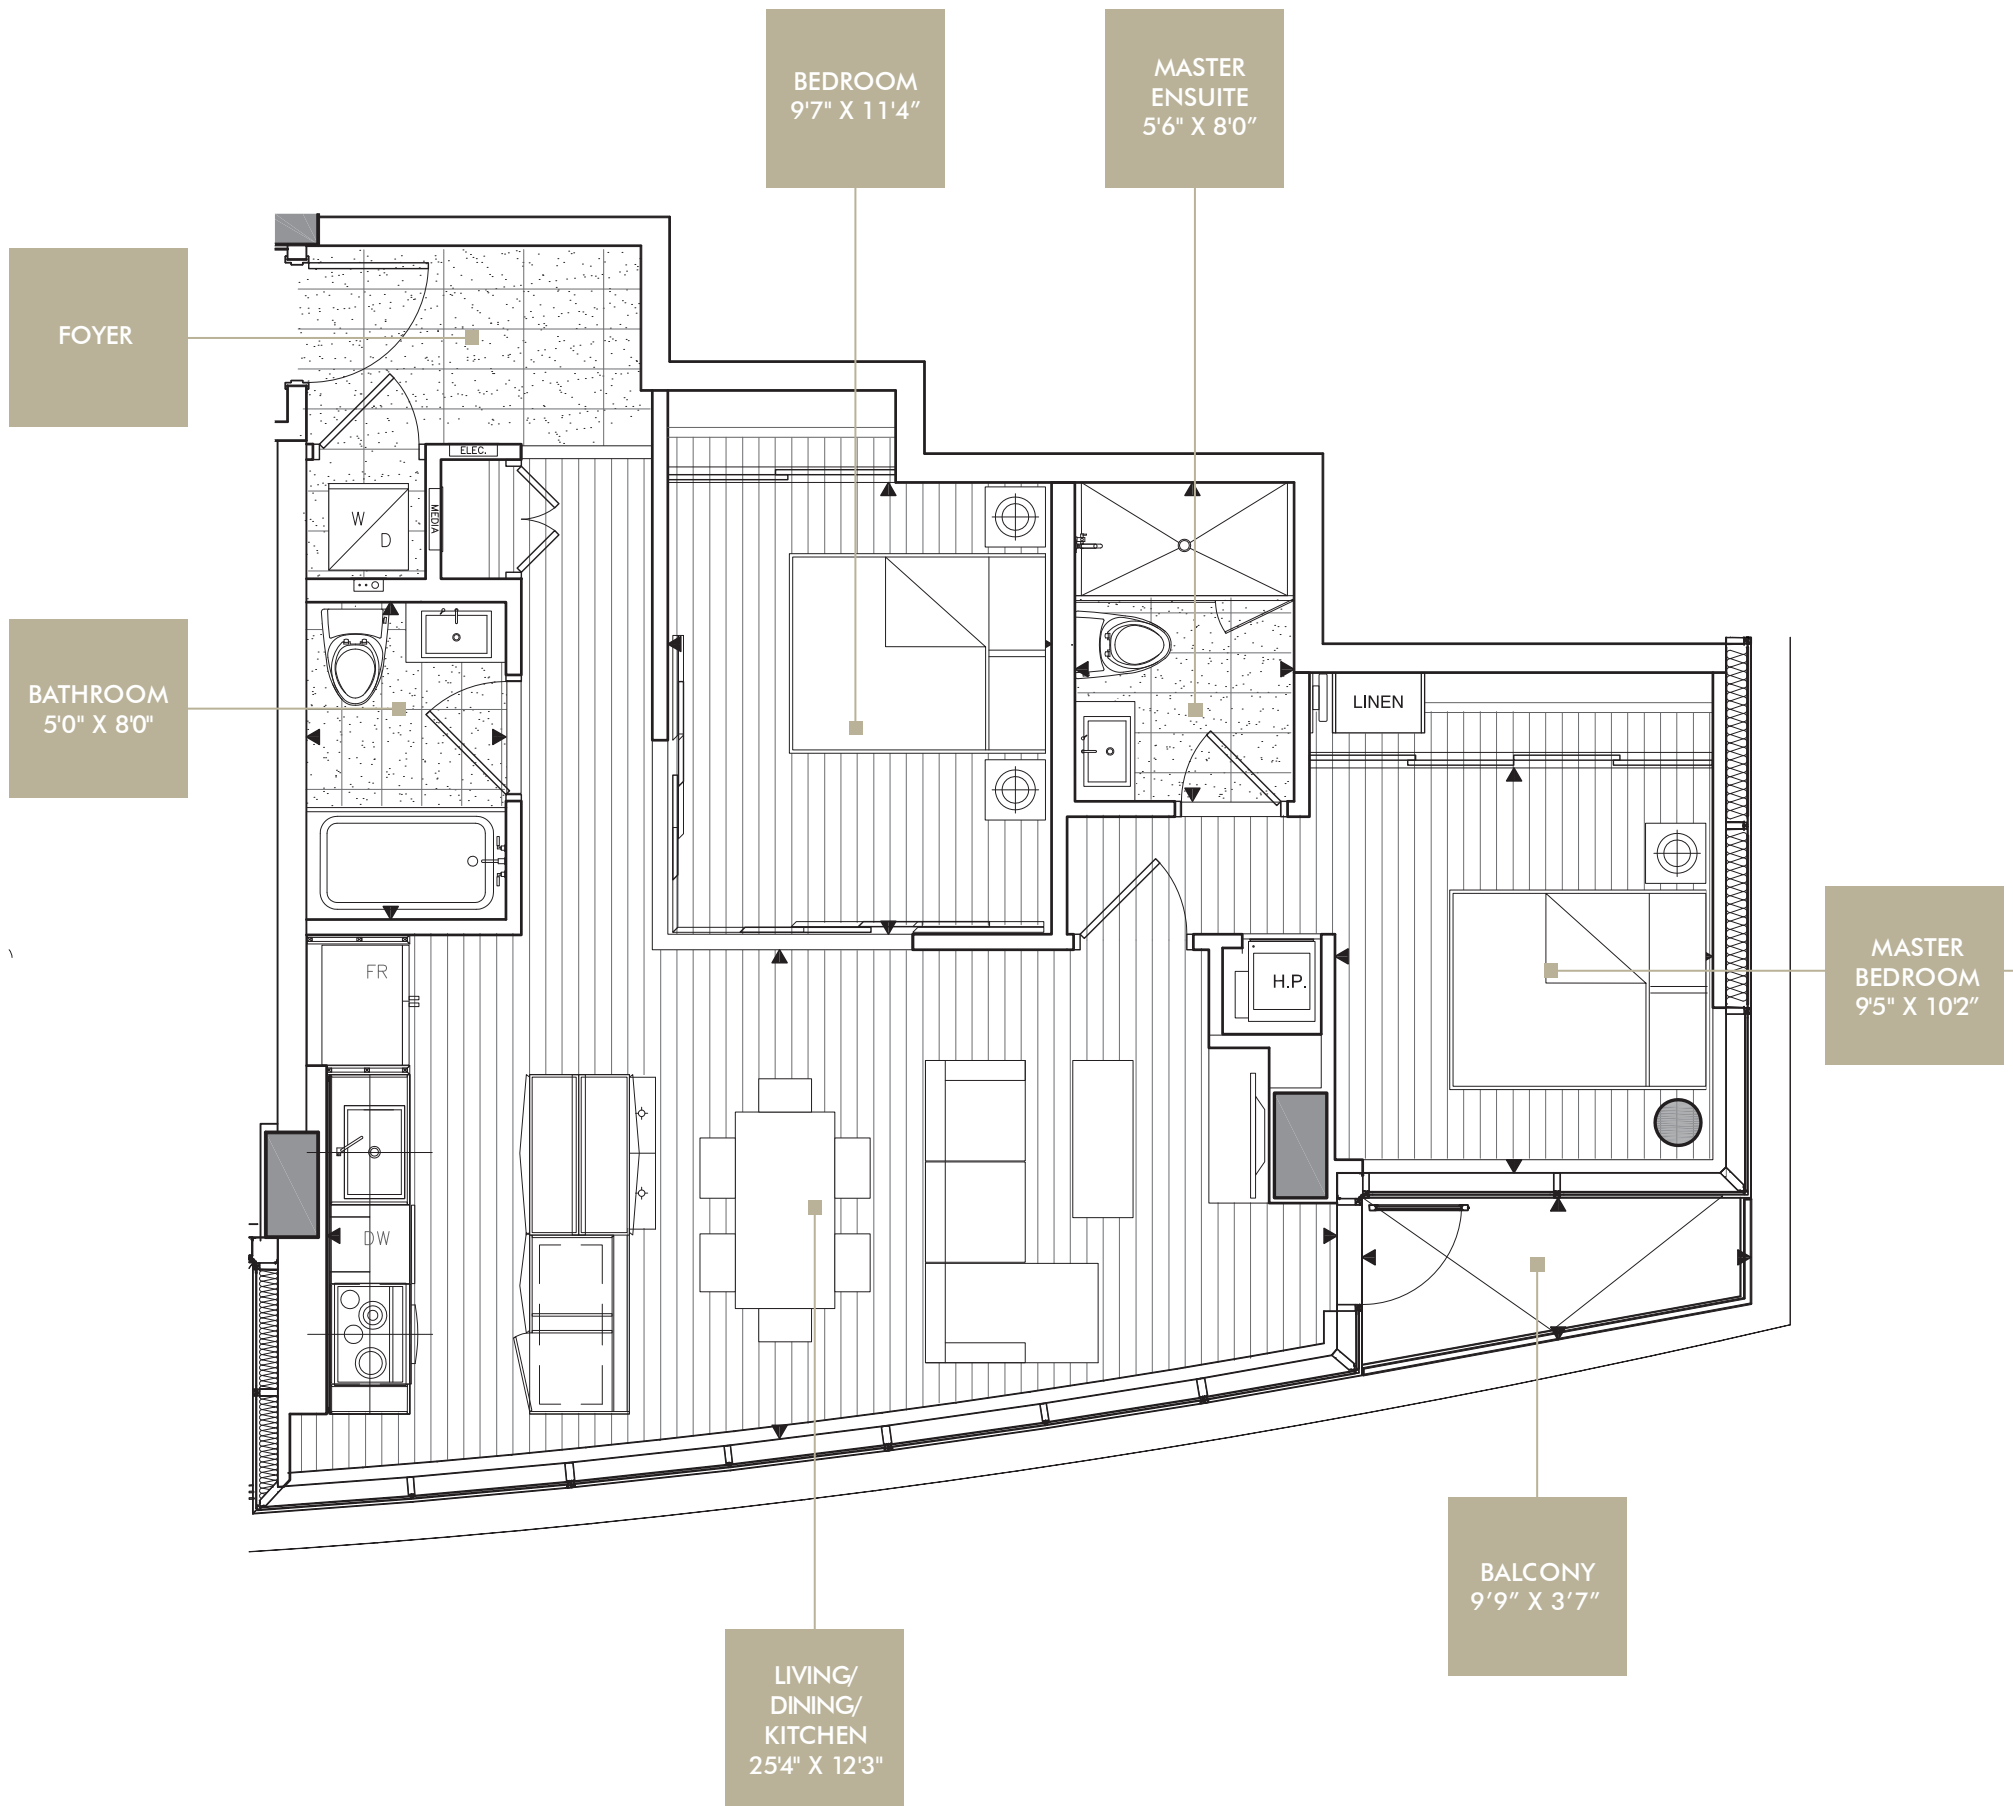 BEDROOM
9'7" X 11'4”
MASTER
ENSUITE
5'6" X 8'0”
FOYER
ELEC.
MEDIA
W
D
BATHROOM
5'0" X 8'0"
LINEN
FR
H.P.
MASTER
BEDROOM
9'5" X 10'2”
DW
BALCONY
9’9” X 3’7”
LIVING/
DINING/
KITCHEN
25'4" X 12'3"